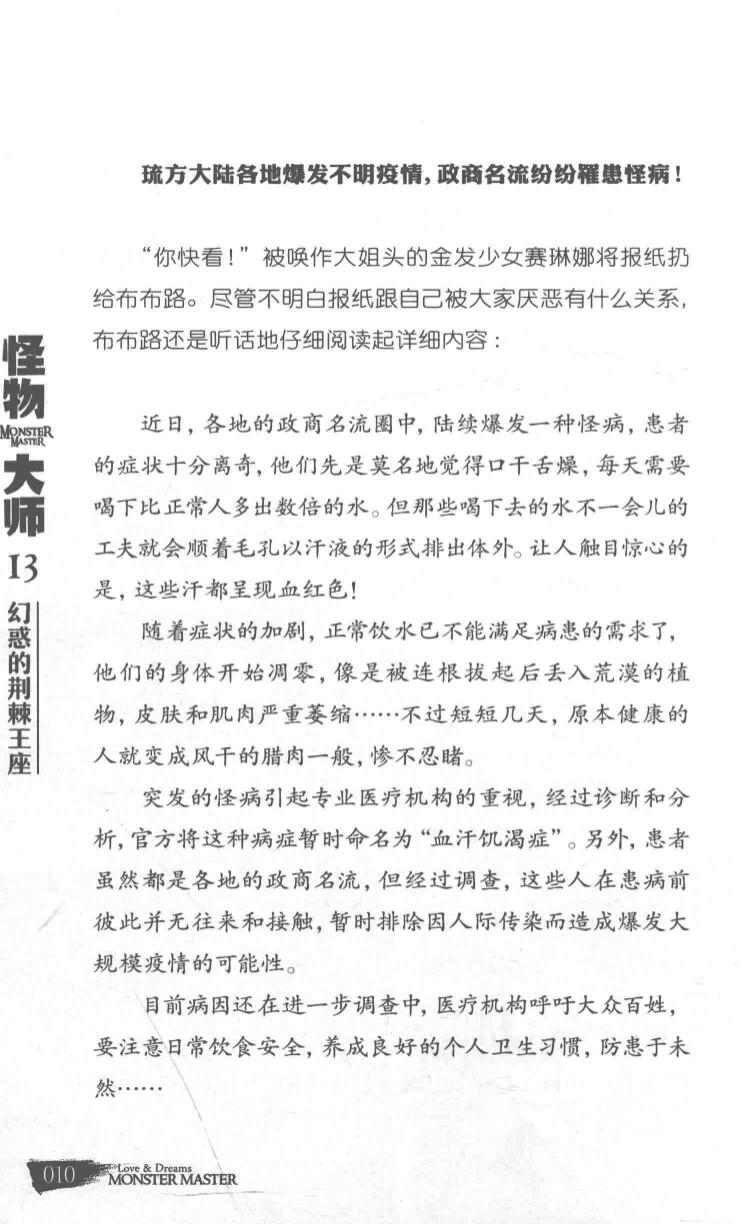 琉方大陆各地爆发不明疫情，政商名流纷纷罹患怪病！
“你快看！”被唤作大姐头的金发少女赛琳娜将报纸扔
给布布路。尽管不明白报纸跟自己被大家厌恶有什么关系，
布布路还是听话地仔细阅读起详细内容：
近日，各地的政商名流圈中，陆续爆发一种怪病，患者
的症状十分离奇，他们先是莫名地觉得口干舌燥，每天需要
喝下比正常人多出数倍的水。但那些喝下去的水不一会儿的
工夫就会顺着毛孔以汗液的形式排出体外。让人触目惊心的
是，这些汗都呈现血红色！
随着症状的加剧，正常饮水已不能满足病患的需求了，
他们的身体开始凋零，像是被连根拔起后丢入荒漠的植
物，皮肤和肌肉严重萎缩……不过短短几天，原本健康的
人就变成风干的腊肉一般，惨不忍睹。
突发的怪病引起专业医疗机构的重视，经过诊断和分
析，官方将这种病症暂时命名为“血汗饥渴症”。另外，患者
虽然都是各地的政商名流，但经过调查，这些人在患病前
彼此并无往来和接触，暂时排除因人际传染而造成爆发大
规模疫情的可能性。
目前病因还在进一步调查中，医疗机构呼吁大众百姓，
要注意日常饮食安全，养成良好的个人卫生习惯，防患于未
然……
怪物
MONSTER
MASTER
大师
13
幻惑的荆棘王座
010
Love & Dreams
MONSTER MASTER